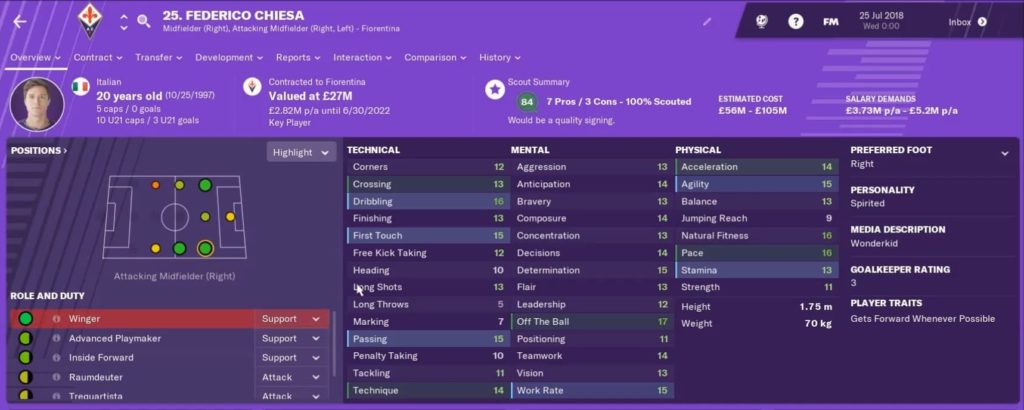 25. FEDERICO CHIESA
Midfielder (Right), Attacking Midfielder (Right, Left) - Fiorentina
FM
25 Jul 2018
Wed 0:00
Inbox
Overview
Contract
Transfer
Development
Reports
Interaction
Comparison
History
Italian
20 years old (10/25/1997)
5 caps / 0 goals
10 U21 caps / 3 U21 goals
Contracted to Fiorentina
Valued at £27M
£2.82M p/a until 6/30/2022
Key Player
Scout Summary
84 7 Pros / 3 Cons - 100% Scouted
Would be a quality signing.
ESTIMATED COST
£56M - £105M
SALARY DEMANDS
£3.73M p/a - £5.2M p/a
POSITIONS
Highlight
Attacking Midfielder (Right)
ROLE AND DUTY
Winger Support
Advanced Playmaker Support
Inside Forward Support
Raumdeuter Attack
Trequartista Attack
TECHNICAL
Corners 12
Crossing 13
Dribbling 16
Finishing 13
First Touch 15
Free Kick Taking 12
Heading 10
Long Shots 13
Long Throws 5
Marking 7
Passing 15
Penalty Taking 10
Tackling 11
Technique 14
MENTAL
Aggression 13
Anticipation 14
Bravery 13
Composure 14
Concentration 13
Decisions 14
Determination 15
Flair 13
Leadership 12
Off The Ball 17
Positioning 11
Teamwork 14
Vision 13
Work Rate 15
PHYSICAL
Acceleration 14
Agility 15
Balance 13
Jumping Reach 9
Natural Fitness 16
Pace 16
Stamina 13
Strength 11
Height 1.75 m
Weight 70 kg
PREFERRED FOOT
Right
PERSONALITY
Spirited
MEDIA DESCRIPTION
Wonderkid
GOALKEEPER RATING
3
PLAYER TRAITS
Gets Forward Whenever Possible